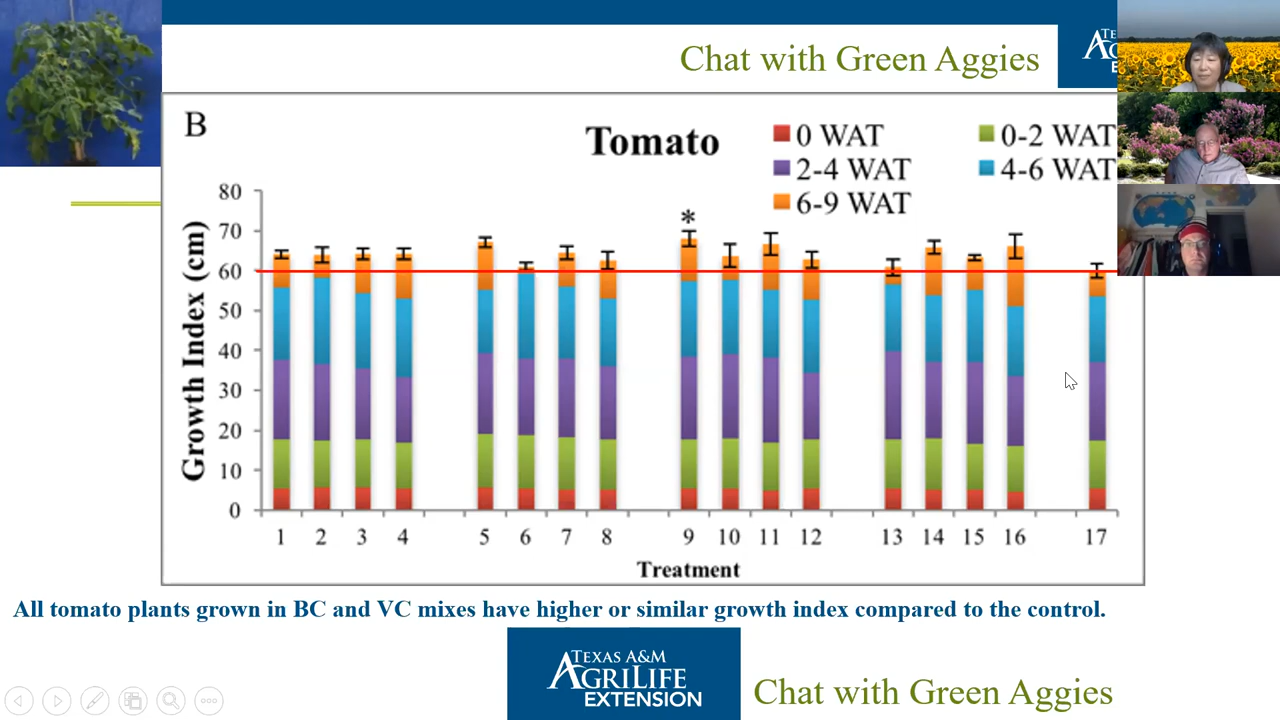 Chat with Green Aggies
B
Tomato
0 WAT
0-2 WAT
2-4 WAT
4-6 WAT
6-9 WAT
Growth Index (cm)
80
70
60
50
40
30
20
10
0
*
1 2 3 4 5 6 7 8 9 10 11 12 13 14 15 16 17
Treatment
All tomato plants grown in BC and VC mixes have higher or similar growth index compared to the control.
TEXAS A&M
AGRILIFE
EXTENSION
Chat with Green Aggies